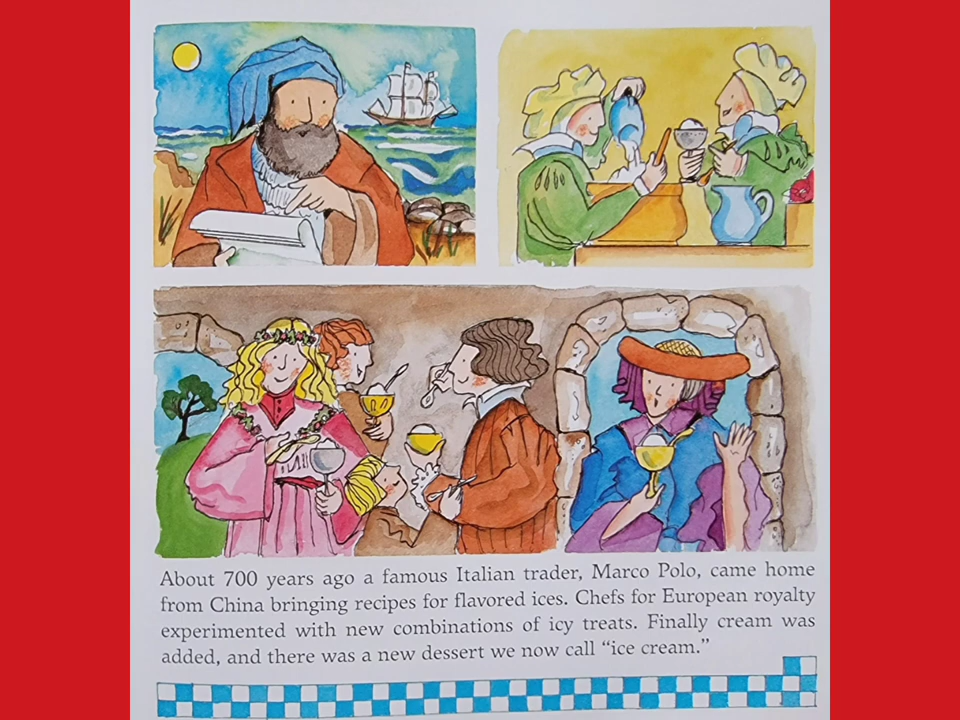 About 700 years ago a famous Italian trader, Marco Polo, came home
from China bringing recipes for flavored ices. Chefs for European royalty
experimented with new combinations of icy treats. Finally cream was
added, and there was a new dessert we now call “ice cream.”